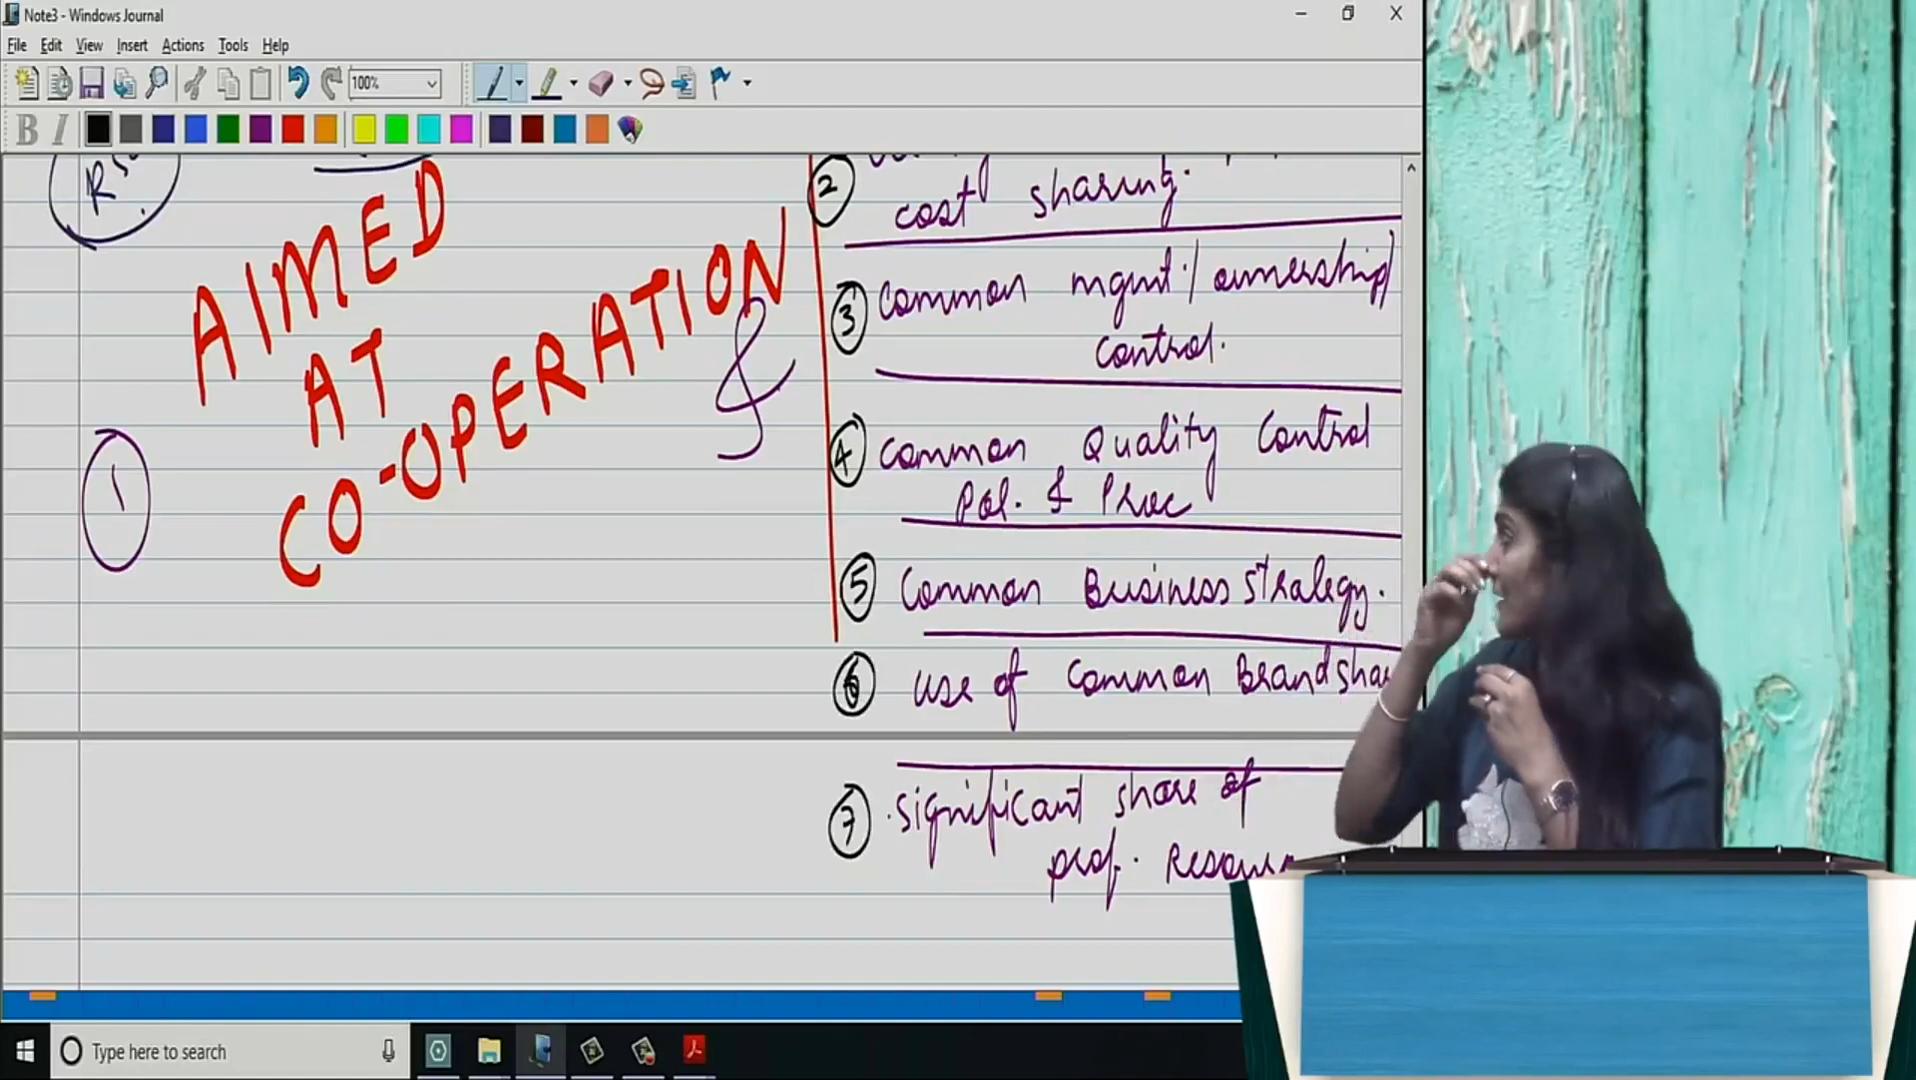 Note3 - Windows Journal
File Edit View Insert Actions Tools Help
100%
B I
AIMED
AT
CO-OPERATION
&
1
2
cost sharing.
3 Common mgmt./ownership/
control.
4 Common Quality Control
Pol. & Proc
5 Common Business Strategy.
6 use of Common Brand
7 significant share of
prof.
Type here to search